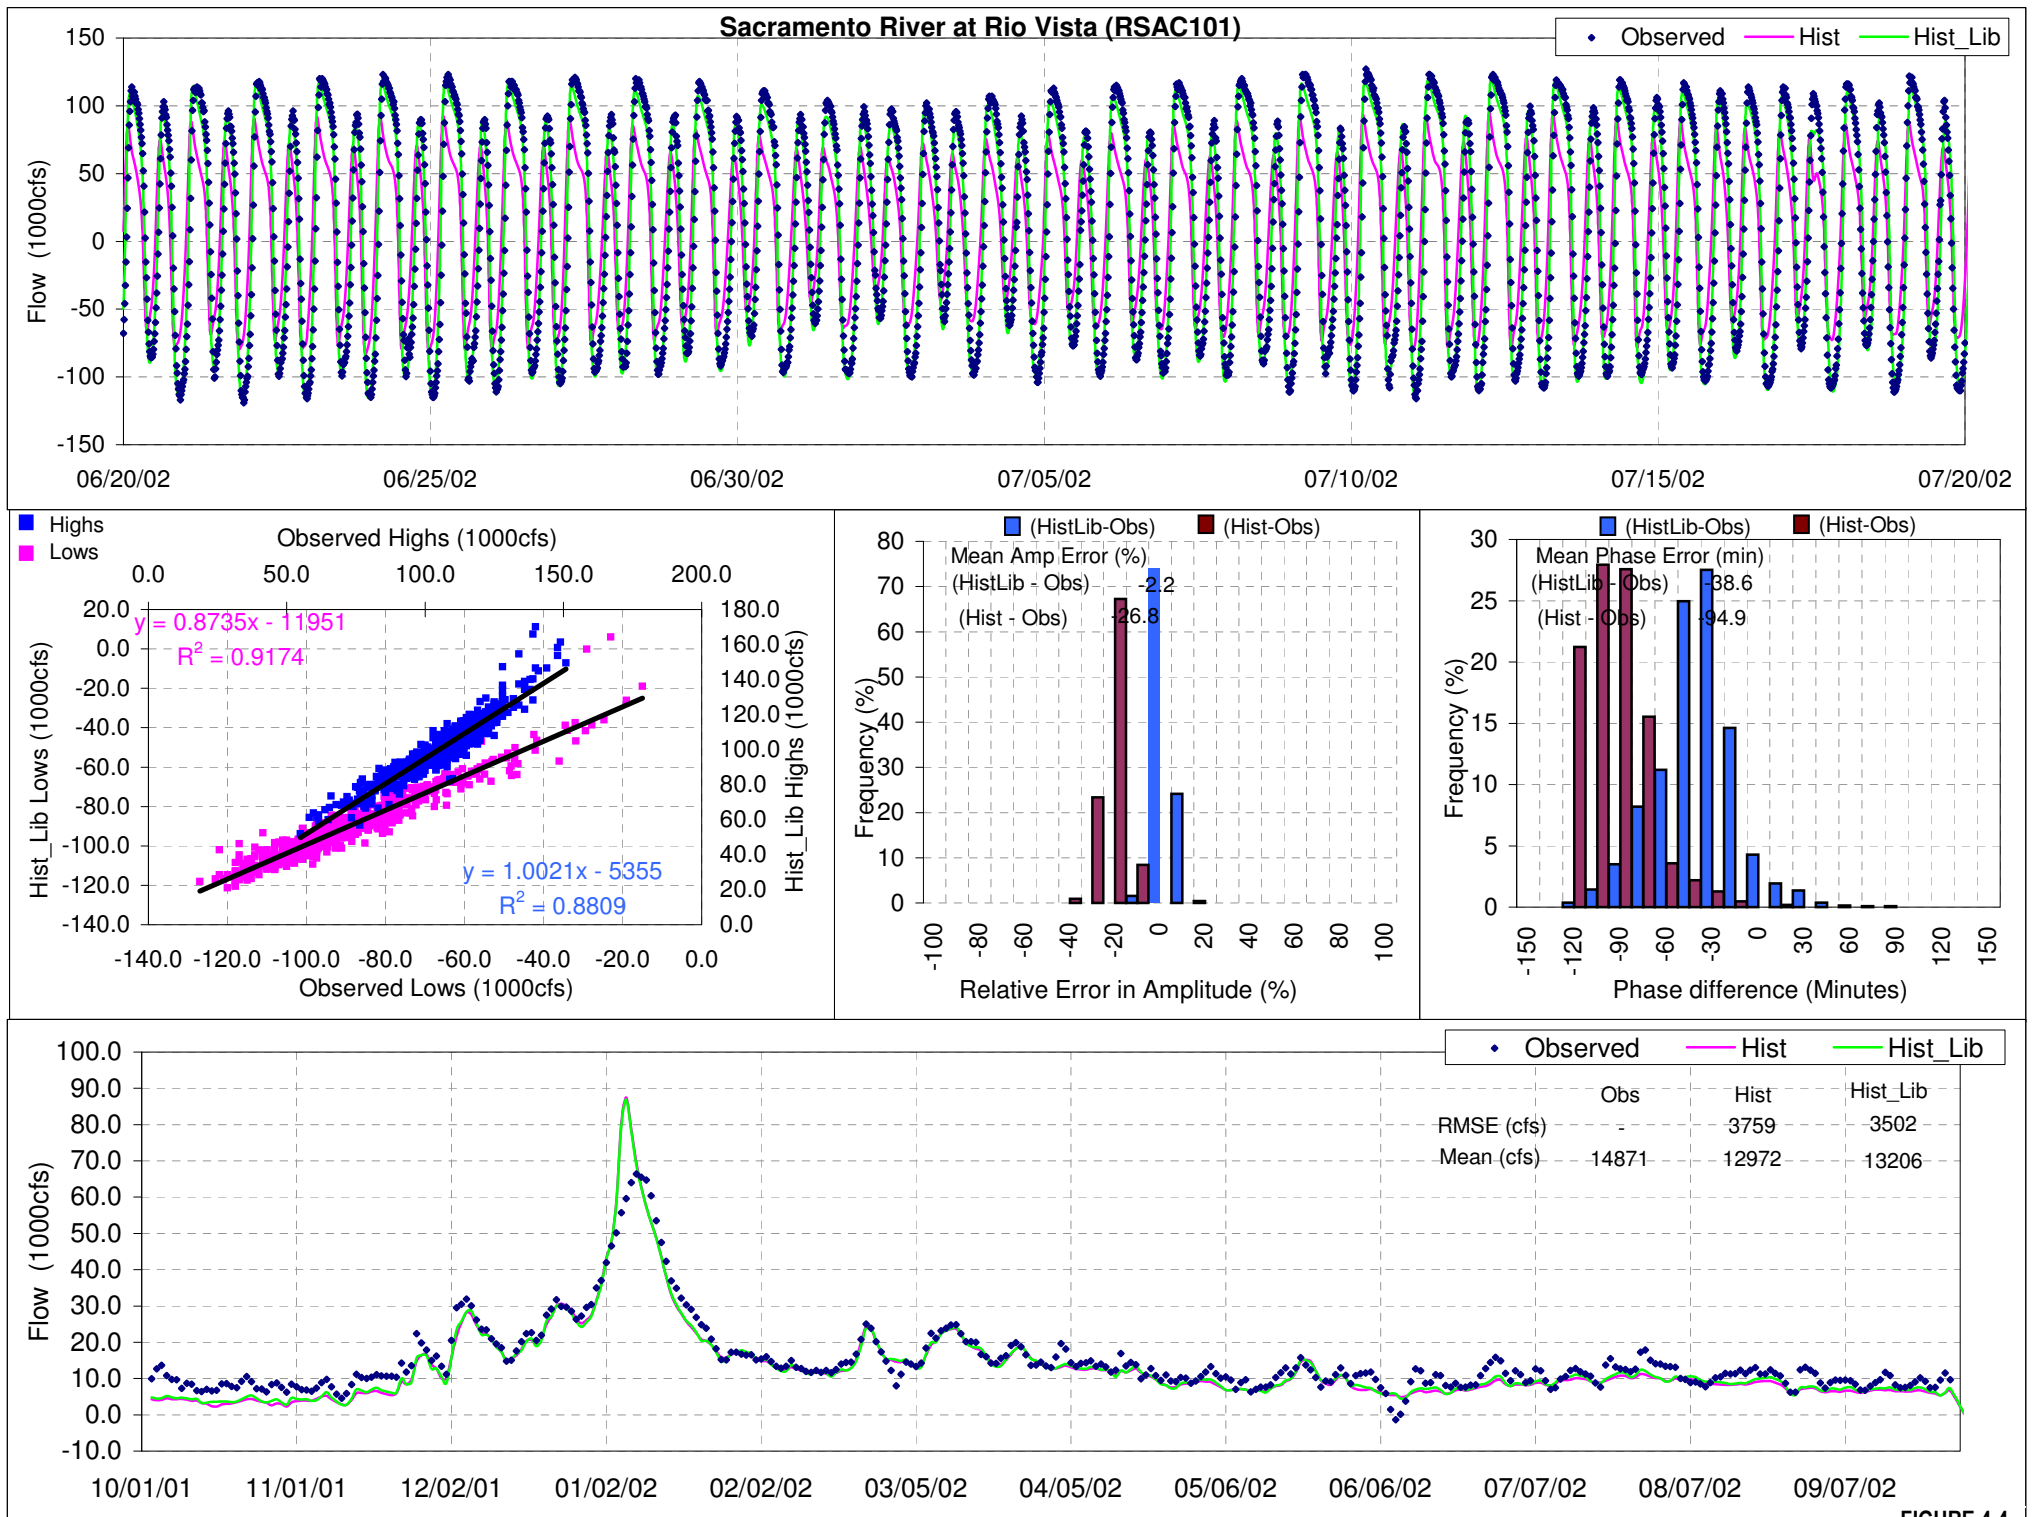 Sacramento River at Rio Vista (RSAC101)
Observed Hist Hist_Lib
Flow (1000cfs)
150
100
50
0
-50
-100
-150
06/20/02 06/25/02 06/30/02 07/05/02 07/10/02 07/15/02 07/20/02
Highs
Lows
Observed Highs (1000cfs)
0.0 50.0 100.0 150.0 200.0
Hist_Lib Lows (1000cfs)
20.0
0.0
-20.0
-40.0
-60.0
-80.0
-100.0
-120.0
-140.0
y = 0.8735x - 11951
R² = 0.9174
y = 1.0021x - 5355
R² = 0.8809
180.0
160.0
140.0
120.0
100.0
80.0
60.0
40.0
20.0
0.0
Hist_Lib Highs (1000cfs)
-140.0 -120.0 -100.0 -80.0 -60.0 -40.0 -20.0 0.0
Observed Lows (1000cfs)
(HistLib-Obs) (Hist-Obs)
Mean Amp Error (%)
(HistLib - Obs) -2.2
(Hist - Obs) -26.8
Frequency (%)
80
70
60
50
40
30
20
10
0
-100 -80 -60 -40 -20 0 20 40 60 80 100
Relative Error in Amplitude (%)
(HistLib-Obs) (Hist-Obs)
Mean Phase Error (min)
(HistLib - Obs) -38.6
(Hist - Obs) -94.9
Frequency (%)
30
25
20
15
10
5
0
-150 -120 -90 -60 -30 0 30 60 90 120 150
Phase difference (Minutes)
Observed Hist Hist_Lib
Obs Hist Hist_Lib
RMSE (cfs) - 3759 3502
Mean (cfs) 14871 12972 13206
Flow (1000cfs)
100.0
90.0
80.0
70.0
60.0
50.0
40.0
30.0
20.0
10.0
0.0
-10.0
10/01/01 11/01/01 12/02/01 01/02/02 02/02/02 03/05/02 04/05/02 05/06/02 06/06/02 07/07/02 08/07/02 09/07/02